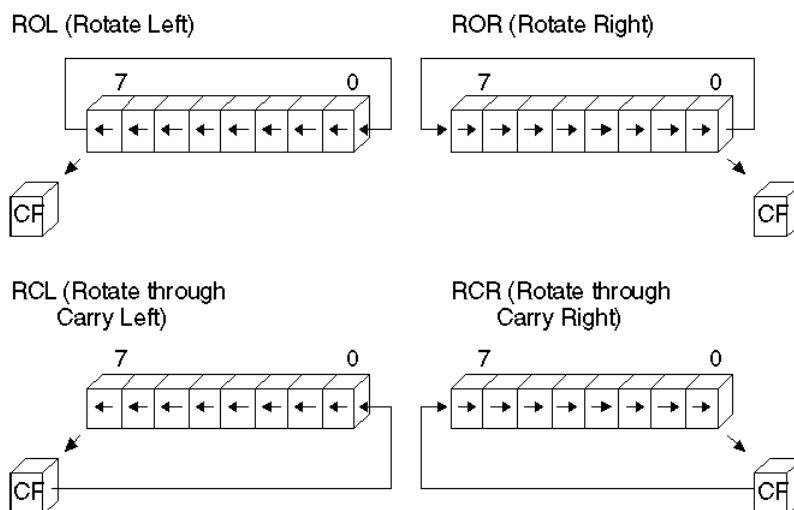 ROL (Rotate Left)
ROR (Rotate Right)
7 0
7 0
CF
CF
RCL (Rotate through
Carry Left)
RCR (Rotate through
Carry Right)
7 0
7 0
CF
CF